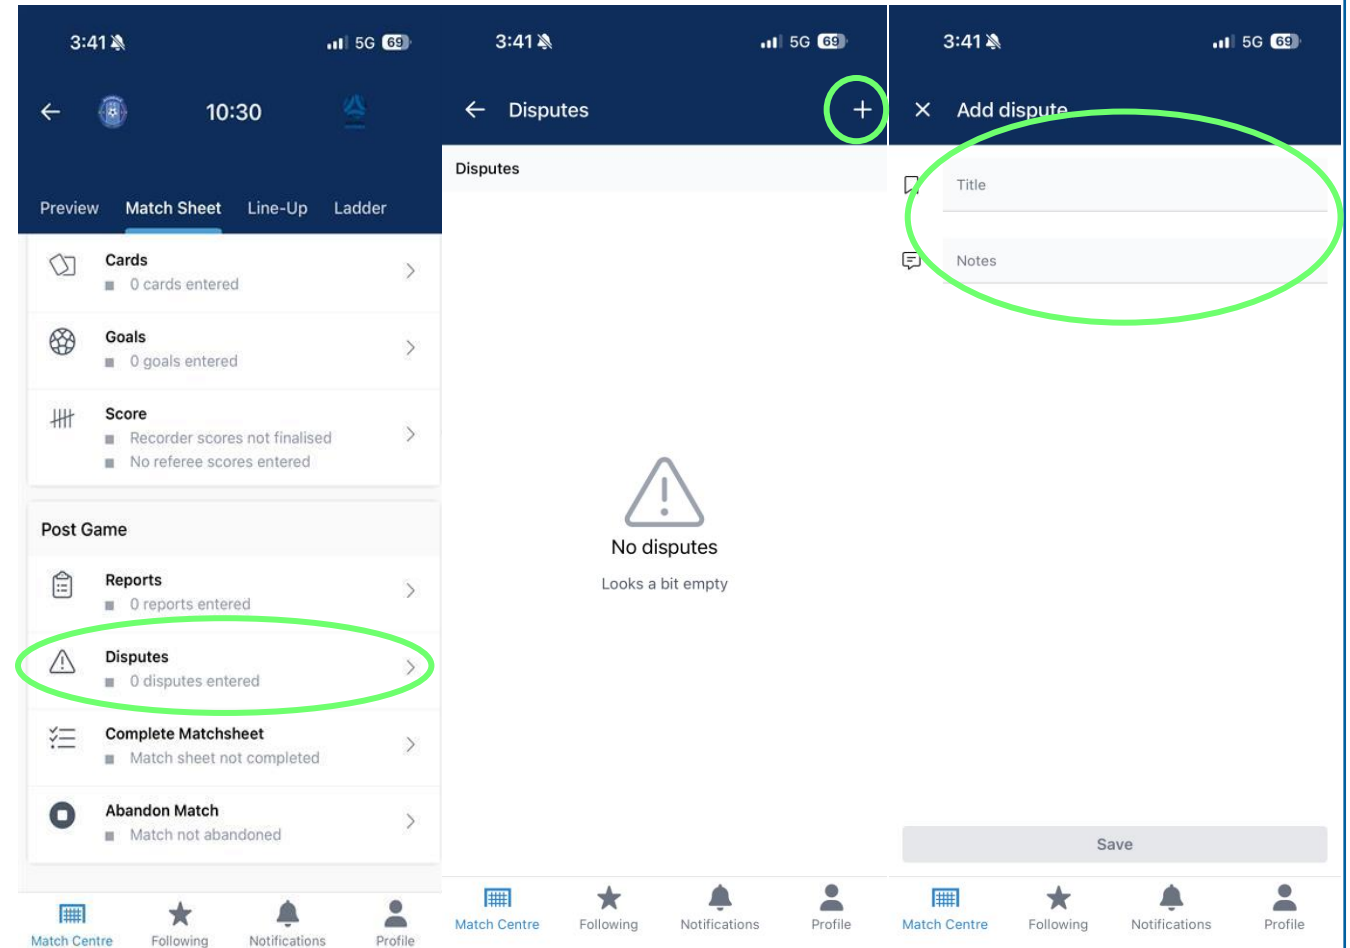 3:41
5G 69
10:30
Preview Match Sheet Line-Up Ladder
Cards
0 cards entered
Goals
0 goals entered
Score
Recorder scores not finalised
No referee scores entered
Post Game
Reports
0 reports entered
Disputes
0 disputes entered
Complete Matchsheet
Match sheet not completed
Abandon Match
Match not abandoned
Match Centre Following Notifications Profile
3:41
5G 69
Disputes
Disputes
No disputes
Looks a bit empty
Match Centre Following Notifications Profile
3:41
5G 69
Add dispute
Title
Notes
Save
Match Centre Following Notifications Profile